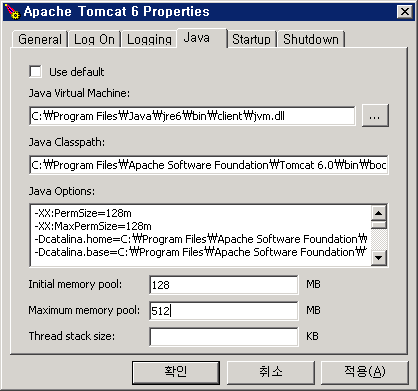 Apache Tomcat 6 Properties
General Log On Logging Java Startup Shutdown
Use default
Java Virtual Machine:
C:₩Program Files₩Java₩jre6₩bin₩client₩jvm.dll
...
Java Classpath:
C:₩Program Files₩Apache Software Foundation₩Tomcat 6.0₩bin₩boo
Java Options:
-XX:PermSize=128m
-XX:MaxPermSize=128m
-Dcatalina.home=C:₩Program Files₩Apache Software Foundation₩
-Dcatalina.base=C:₩Program Files₩Apache Software Foundation₩
Initial memory pool: 128 MB
Maximum memory pool: 512 MB
Thread stack size: KB
확인 취소 적용(A)